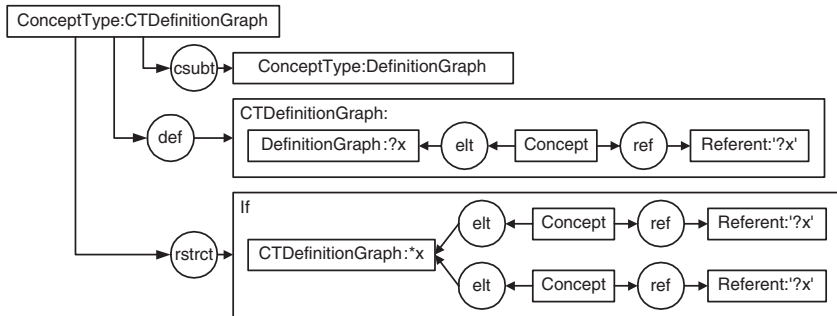 ConceptType:CTDefinitionGraph
csubt
ConceptType:DefinitionGraph
CTDefinitionGraph:
def
DefinitionGraph:?x
elt
Concept
ref
Referent:'?x'
If
elt
Concept
ref
Referent:'?x'
rstrct
CTDefinitionGraph:*x
elt
Concept
ref
Referent:'?x'